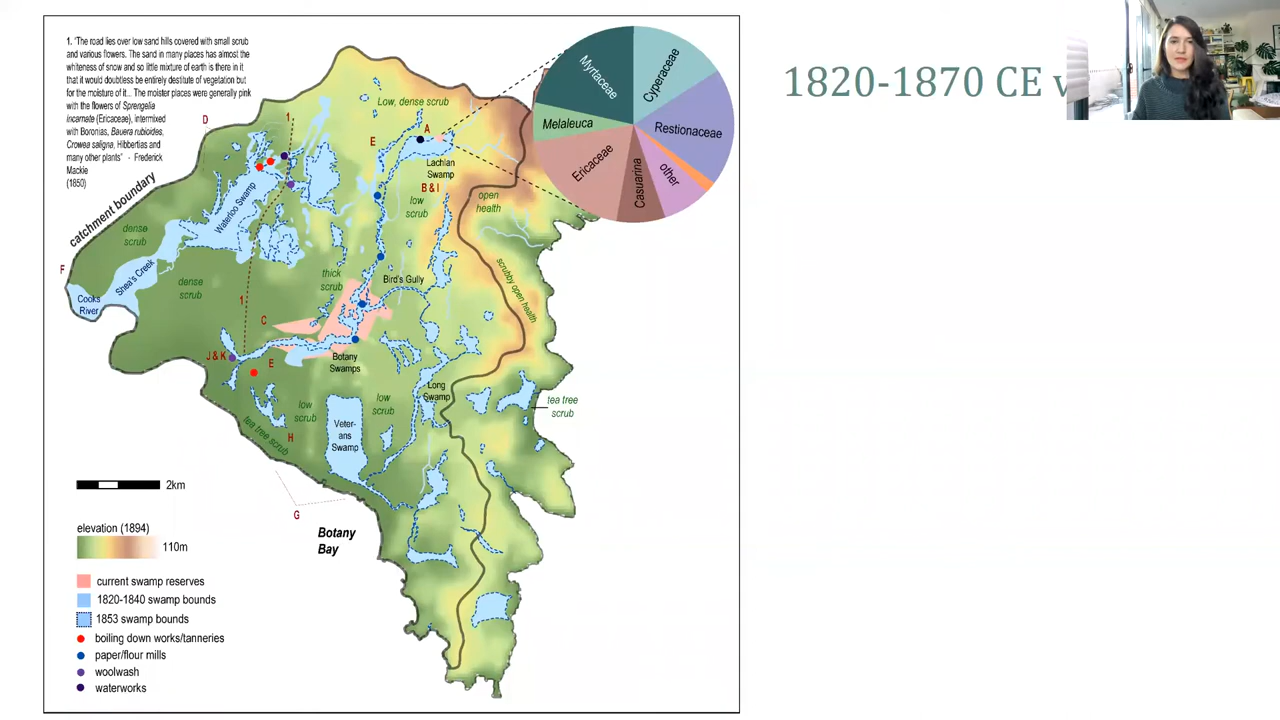 1820-1870 CE
1. 'The road lies over low sand hills covered with small scrub
and various flowers. The sand in many places has almost the
whiteness of snow and so little mixture of earth is there in it
that it would doubtless be entirely destitute of vegetation but
for the moisture of it.. The moister places were generally pink
with the flowers of Sprengelia
incarnate (Ericaceae), intermixed
with Boronias, Bauera rubioides,
Crowea saligna, Hibbertias and
many other plants" - Frederick
Mackie
(1850)
Myrtaceae
Cyperaceae
Restionaceae
other
Casuarina
Ericaceae
Melaleuca
Low, dense scrub
D
1
E
A
Lachlan
Swamp
B & I
low
scrub
open
health
Waterloo Swamp
catchment boundary
dense
scrub
F
Shea's Creek
dense
scrub
Cooks
River
thick
scrub
Bird's Gully
scrubby open health
1
C
J & K
E
Botany
Swamps
Long
Swamp
low
scrub
low
scrub
tea tree
scrub
Veter-
ans
Swamp
tea tree scrub
H
G
Botany
Bay
2km
elevation (1894)
110m
current swamp reserves
1820-1840 swamp bounds
1853 swamp bounds
boiling down works/tanneries
paper/flour mills
woolwash
waterworks